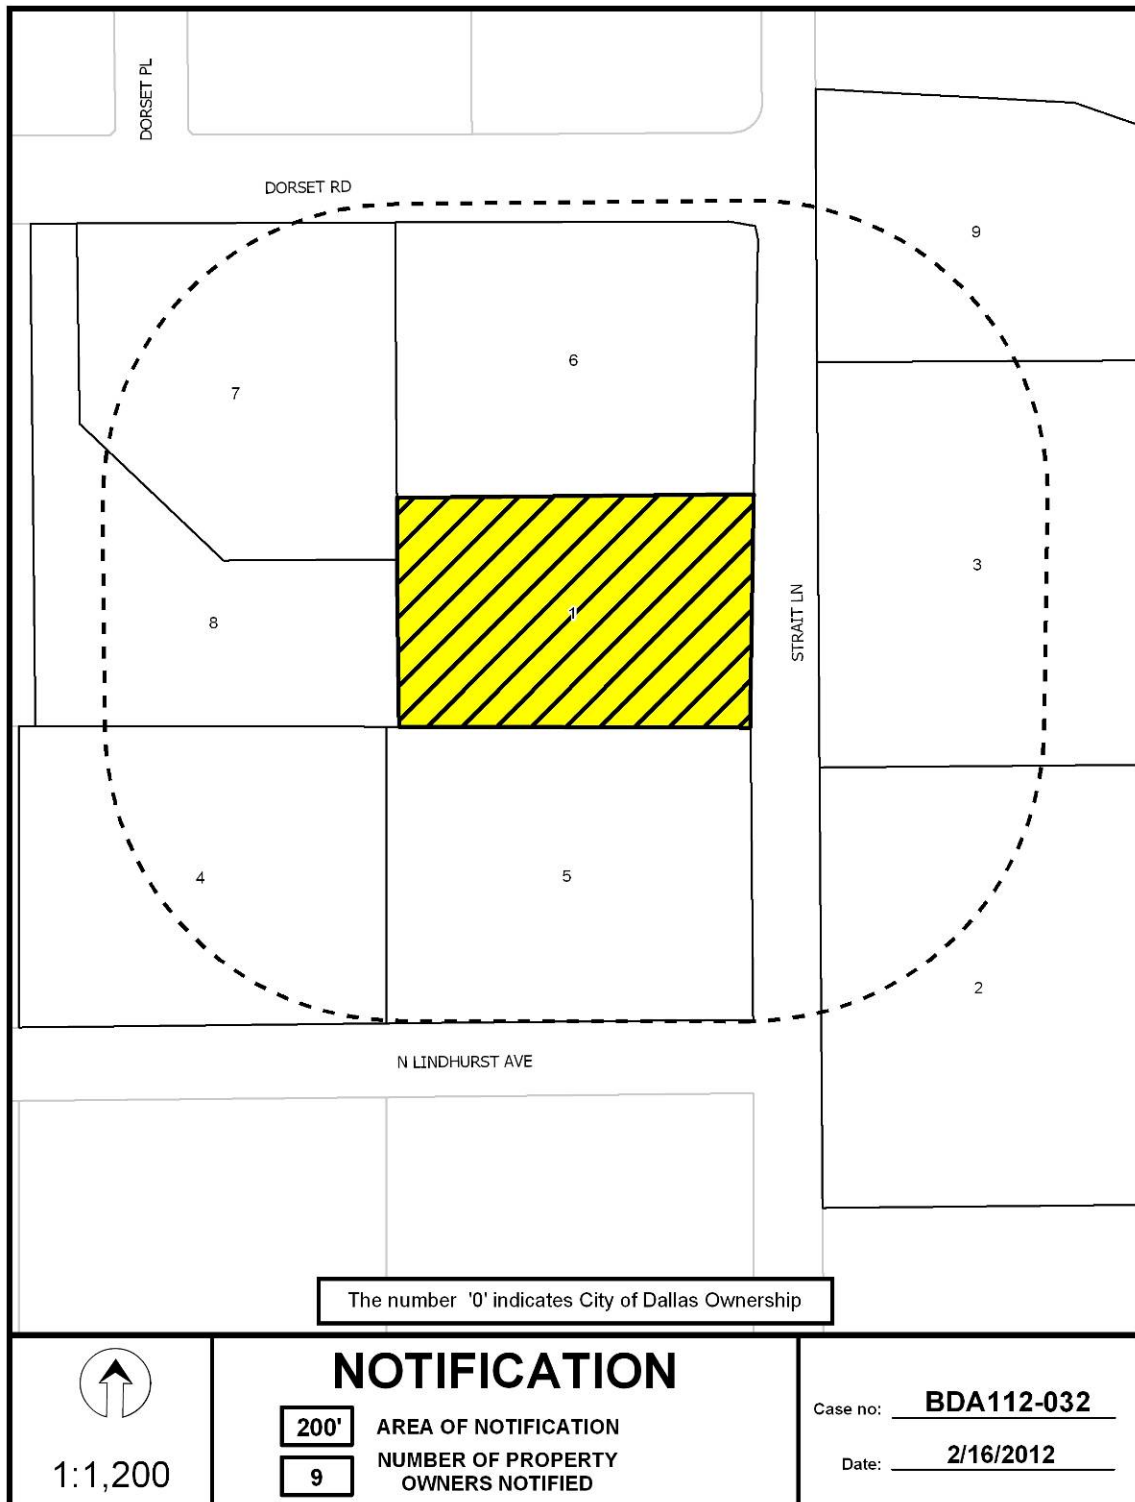 DORSET PL
DORSET RD
9
6
7
3
1
STRAIT LN
8
4
5
2
N LINDHURST AVE
The number '0' indicates City of Dallas Ownership
1:1,200
NOTIFICATION
200' AREA OF NOTIFICATION
9 NUMBER OF PROPERTY
OWNERS NOTIFIED
Case no: BDA112-032
Date: 2/16/2012